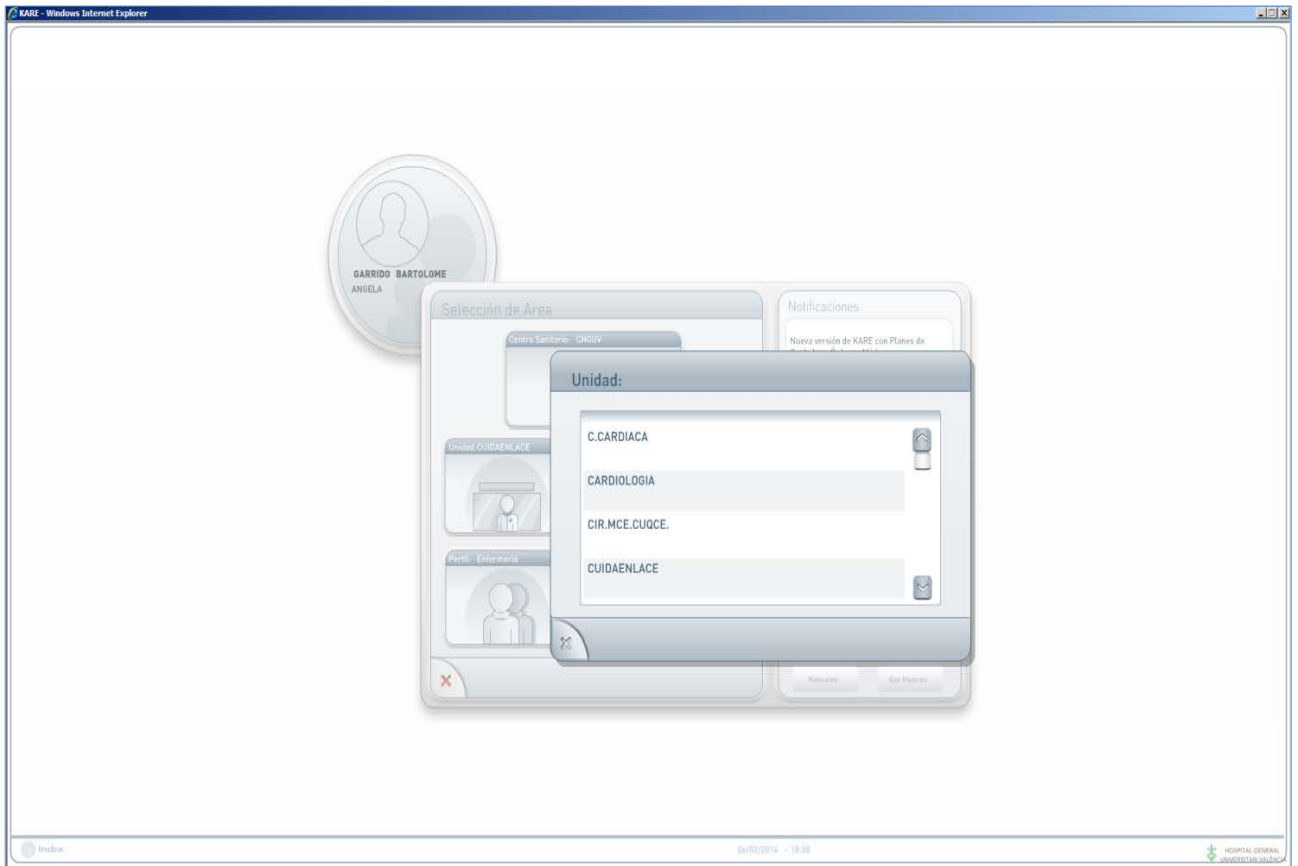 KARE - Windows Internet Explorer
GARRIDO BARTOLOME
ANGELA
Selección de Area
Centro Sanitario: CHGUV
Unidad:CUIDAENLACE
Perfil: Enfermeria
Notificaciones
Nueva versión de KARE con Planes de
Unidad:
C.CARDIACA
CARDIOLOGIA
CIR.MCE.CUQCE.
CUIDAENLACE
Manuales
Indra
06/02/2014 - 18:38
HOSPITAL GENERAL
UNIVERSITARI VALÈNCIA